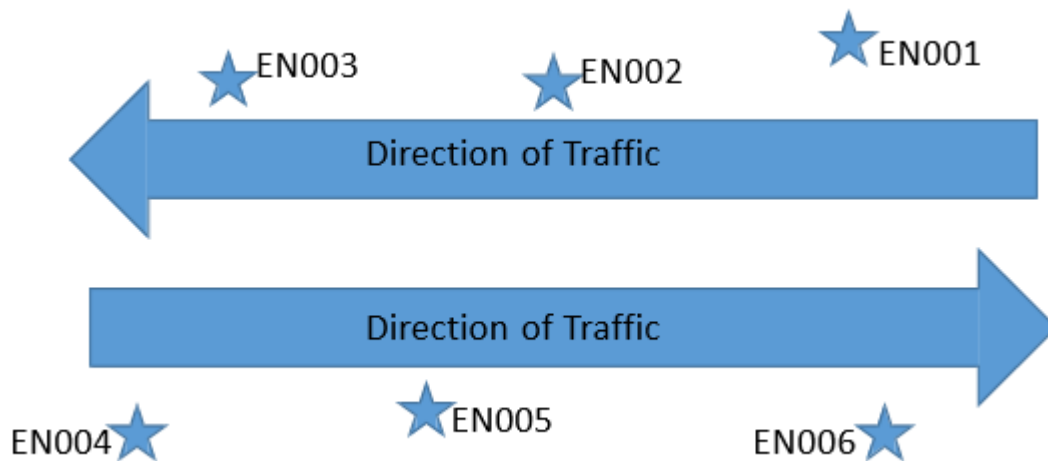 EN003
EN002
EN001
Direction of Traffic
Direction of Traffic
EN004
EN005
EN006